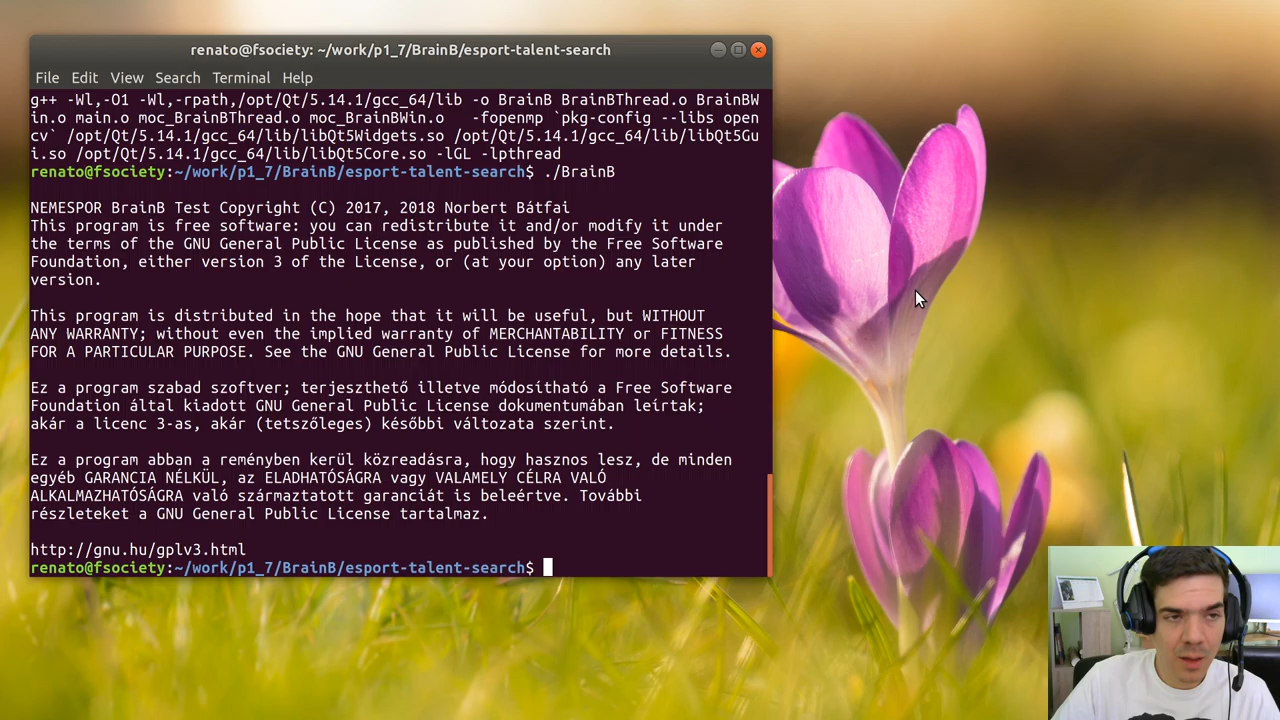 renato@fsociety: ~/work/p1_7/BrainB/esport-talent-search
File Edit View Search Terminal Help
g++ -Wl,-O1 -Wl,-rpath,/opt/Qt/5.14.1/gcc_64/lib -o BrainB BrainBThread.o BrainBW
in.o main.o moc_BrainBThread.o moc_BrainBWin.o   -fopenmp `pkg-config --libs open
cv` /opt/Qt/5.14.1/gcc_64/lib/libQt5Widgets.so /opt/Qt/5.14.1/gcc_64/lib/libQt5Gu
i.so /opt/Qt/5.14.1/gcc_64/lib/libQt5Core.so -lGL -lpthread
renato@fsociety:~/work/p1_7/BrainB/esport-talent-search$ ./BrainB
NEMESPOR BrainB Test Copyright (C) 2017, 2018 Norbert Bátfai
This program is free software: you can redistribute it and/or modify it under
the terms of the GNU General Public License as published by the Free Software
Foundation, either version 3 of the License, or (at your option) any later
version.
This program is distributed in the hope that it will be useful, but WITHOUT
ANY WARRANTY; without even the implied warranty of MERCHANTABILITY or FITNESS
FOR A PARTICULAR PURPOSE. See the GNU General Public License for more details.
Ez a program szabad szoftver; terjeszthető illetve módosítható a Free Software
Foundation által kiadott GNU General Public License dokumentumában leírtak;
akár a licenc 3-as, akár (tetszőleges) későbbi változata szerint.
Ez a program abban a reményben kerül közreadásra, hogy hasznos lesz, de minden
egyéb GARANCIA NÉLKÜL, az ELADHATÓSÁGRA vagy VALAMELY CÉLRA VALÓ
ALKALMAZHATÓSÁGRA való származtatott garanciát is beleértve. További
részleteket a GNU General Public License tartalmaz.
http://gnu.hu/gplv3.html
renato@fsociety:~/work/p1_7/BrainB/esport-talent-search$